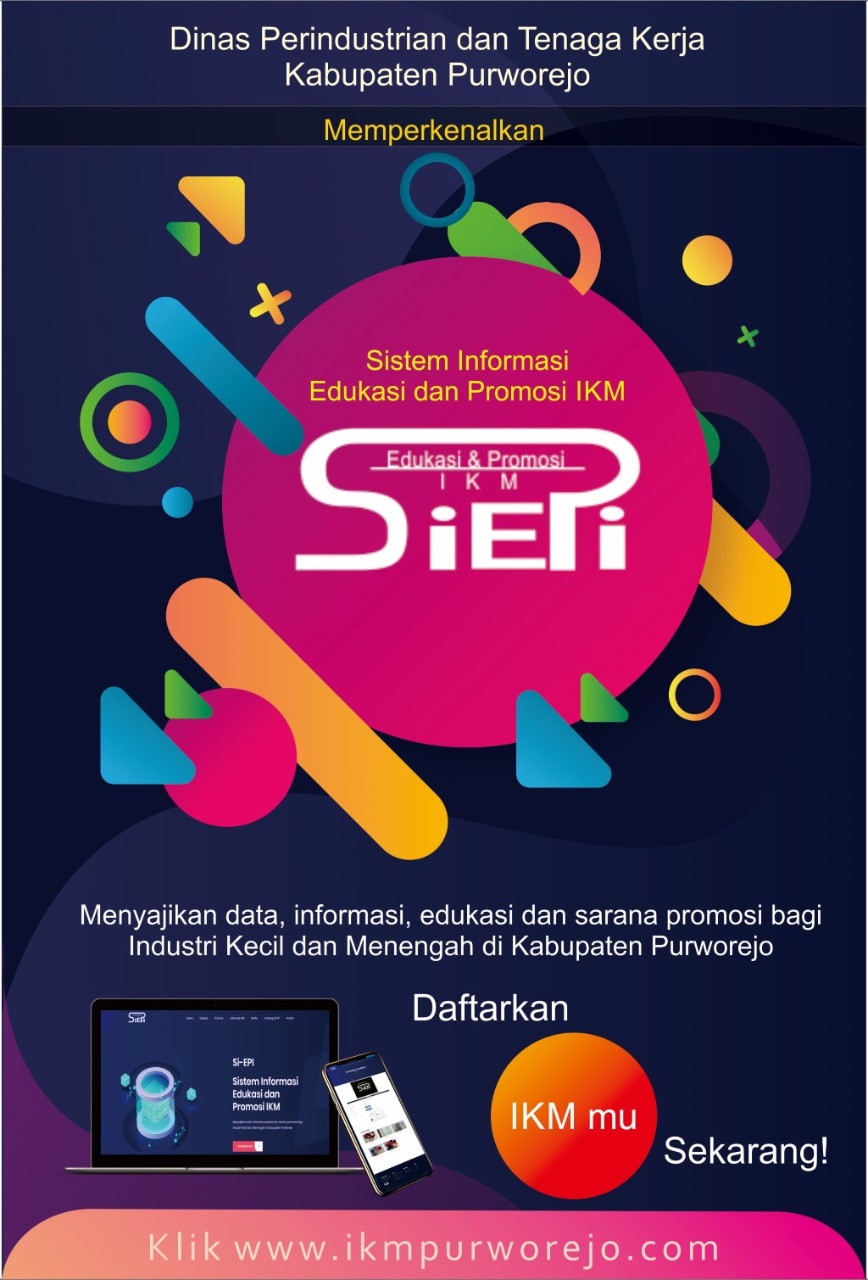 Dinas Perindustrian dan Tenaga Kerja
Kabupaten Purworejo
Memperkenalkan
Sistem Informasi
Edukasi dan Promosi IKM
Edukasi & Promosi
I K M
SiEPi
Menyajikan data, informasi, edukasi dan sarana promosi bagi
Industri Kecil dan Menengah di Kabupaten Purworejo
Daftarkan
IKM mu
Sekarang!
SiEPi
Si-EPI
Sistem Informasi
Edukasi dan
Promosi IKM
Klik www.ikmpurworejo.com